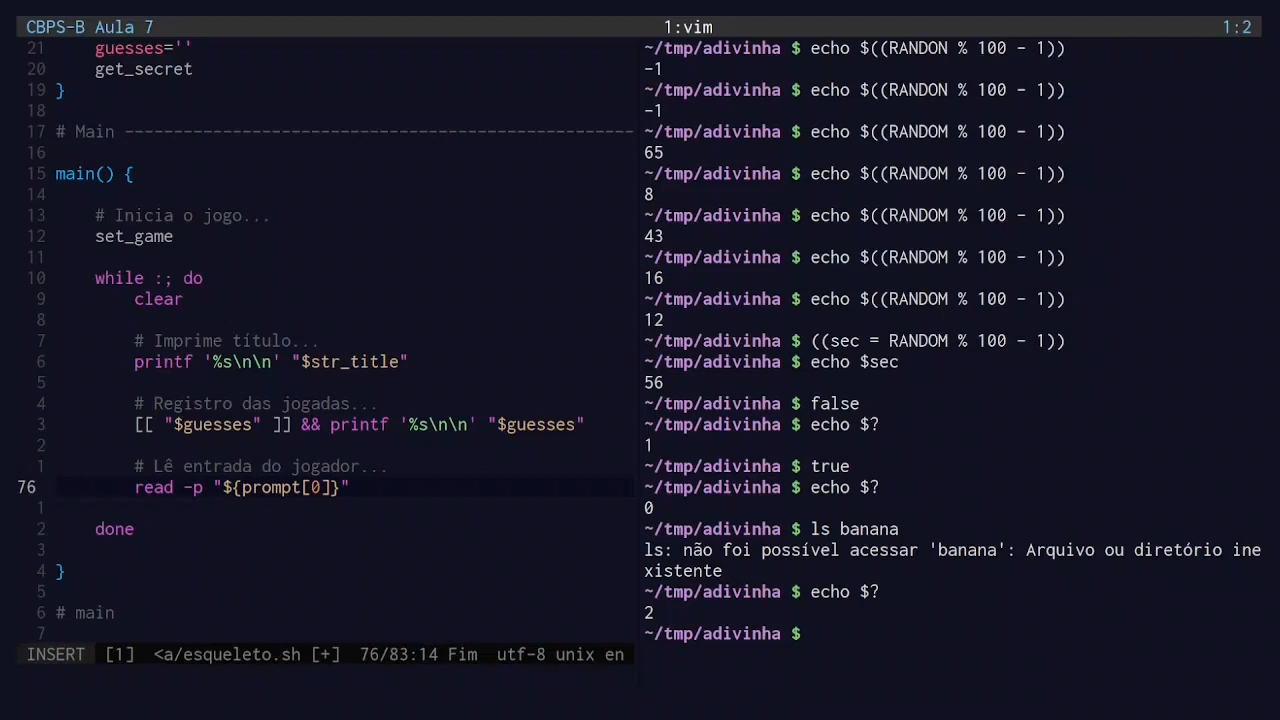 CBPS-B Aula 7 1:vim 1:2
21 guesses=''
20 get_secret
19 }
18
17 # Main ----------------------------------------------------
16
15 main() {
14
13 # Inicia o jogo...
12 set_game
11
10 while :; do
9 clear
8
7 # Imprime título...
6 printf '%s\n\n' "$str_title"
5
4 # Registro das jogadas...
3 [[ "$guesses" ]] && printf '%s\n\n' "$guesses"
2
1 # Lê entrada do jogador...
76 read -p "${prompt[0]}"
1
2 done
3
4 }
5
6 # main
7
INSERT [1] <a/esqueleto.sh [+] 76/83:14 Fim utf-8 unix en
~/tmp/adivinha $ echo $((RANDON % 100 - 1))
-1
~/tmp/adivinha $ echo $((RANDON % 100 - 1))
-1
~/tmp/adivinha $ echo $((RANDOM % 100 - 1))
65
~/tmp/adivinha $ echo $((RANDOM % 100 - 1))
8
~/tmp/adivinha $ echo $((RANDOM % 100 - 1))
43
~/tmp/adivinha $ echo $((RANDOM % 100 - 1))
16
~/tmp/adivinha $ echo $((RANDOM % 100 - 1))
12
~/tmp/adivinha $ ((sec = RANDOM % 100 - 1))
~/tmp/adivinha $ echo $sec
56
~/tmp/adivinha $ false
~/tmp/adivinha $ echo $?
1
~/tmp/adivinha $ true
~/tmp/adivinha $ echo $?
0
~/tmp/adivinha $ ls banana
ls: não foi possível acessar 'banana': Arquivo ou diretório ine
xistente
~/tmp/adivinha $ echo $?
2
~/tmp/adivinha $